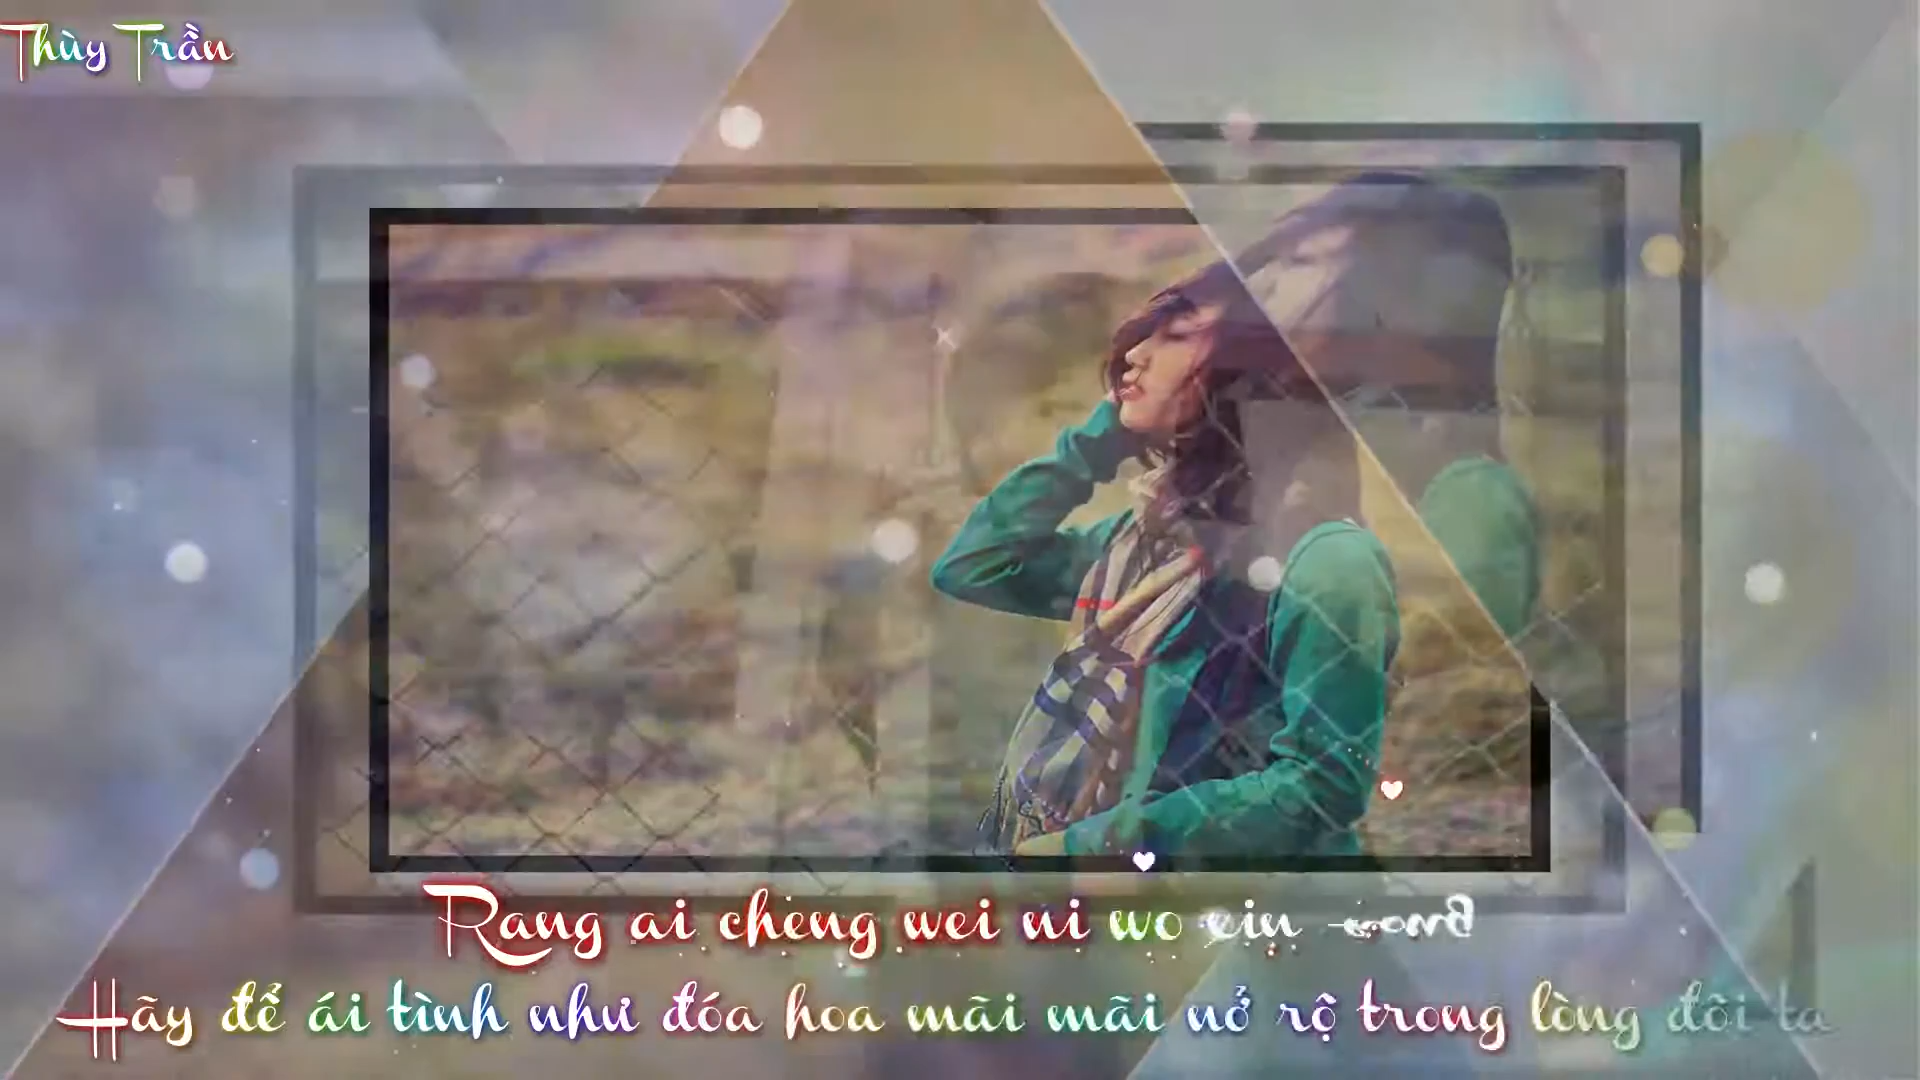 Thùy Trần
Rang ai cheng wei ni wo xin
Hãy để ái tình như đóa hoa mãi mãi nở rộ trong lòng đôi ta